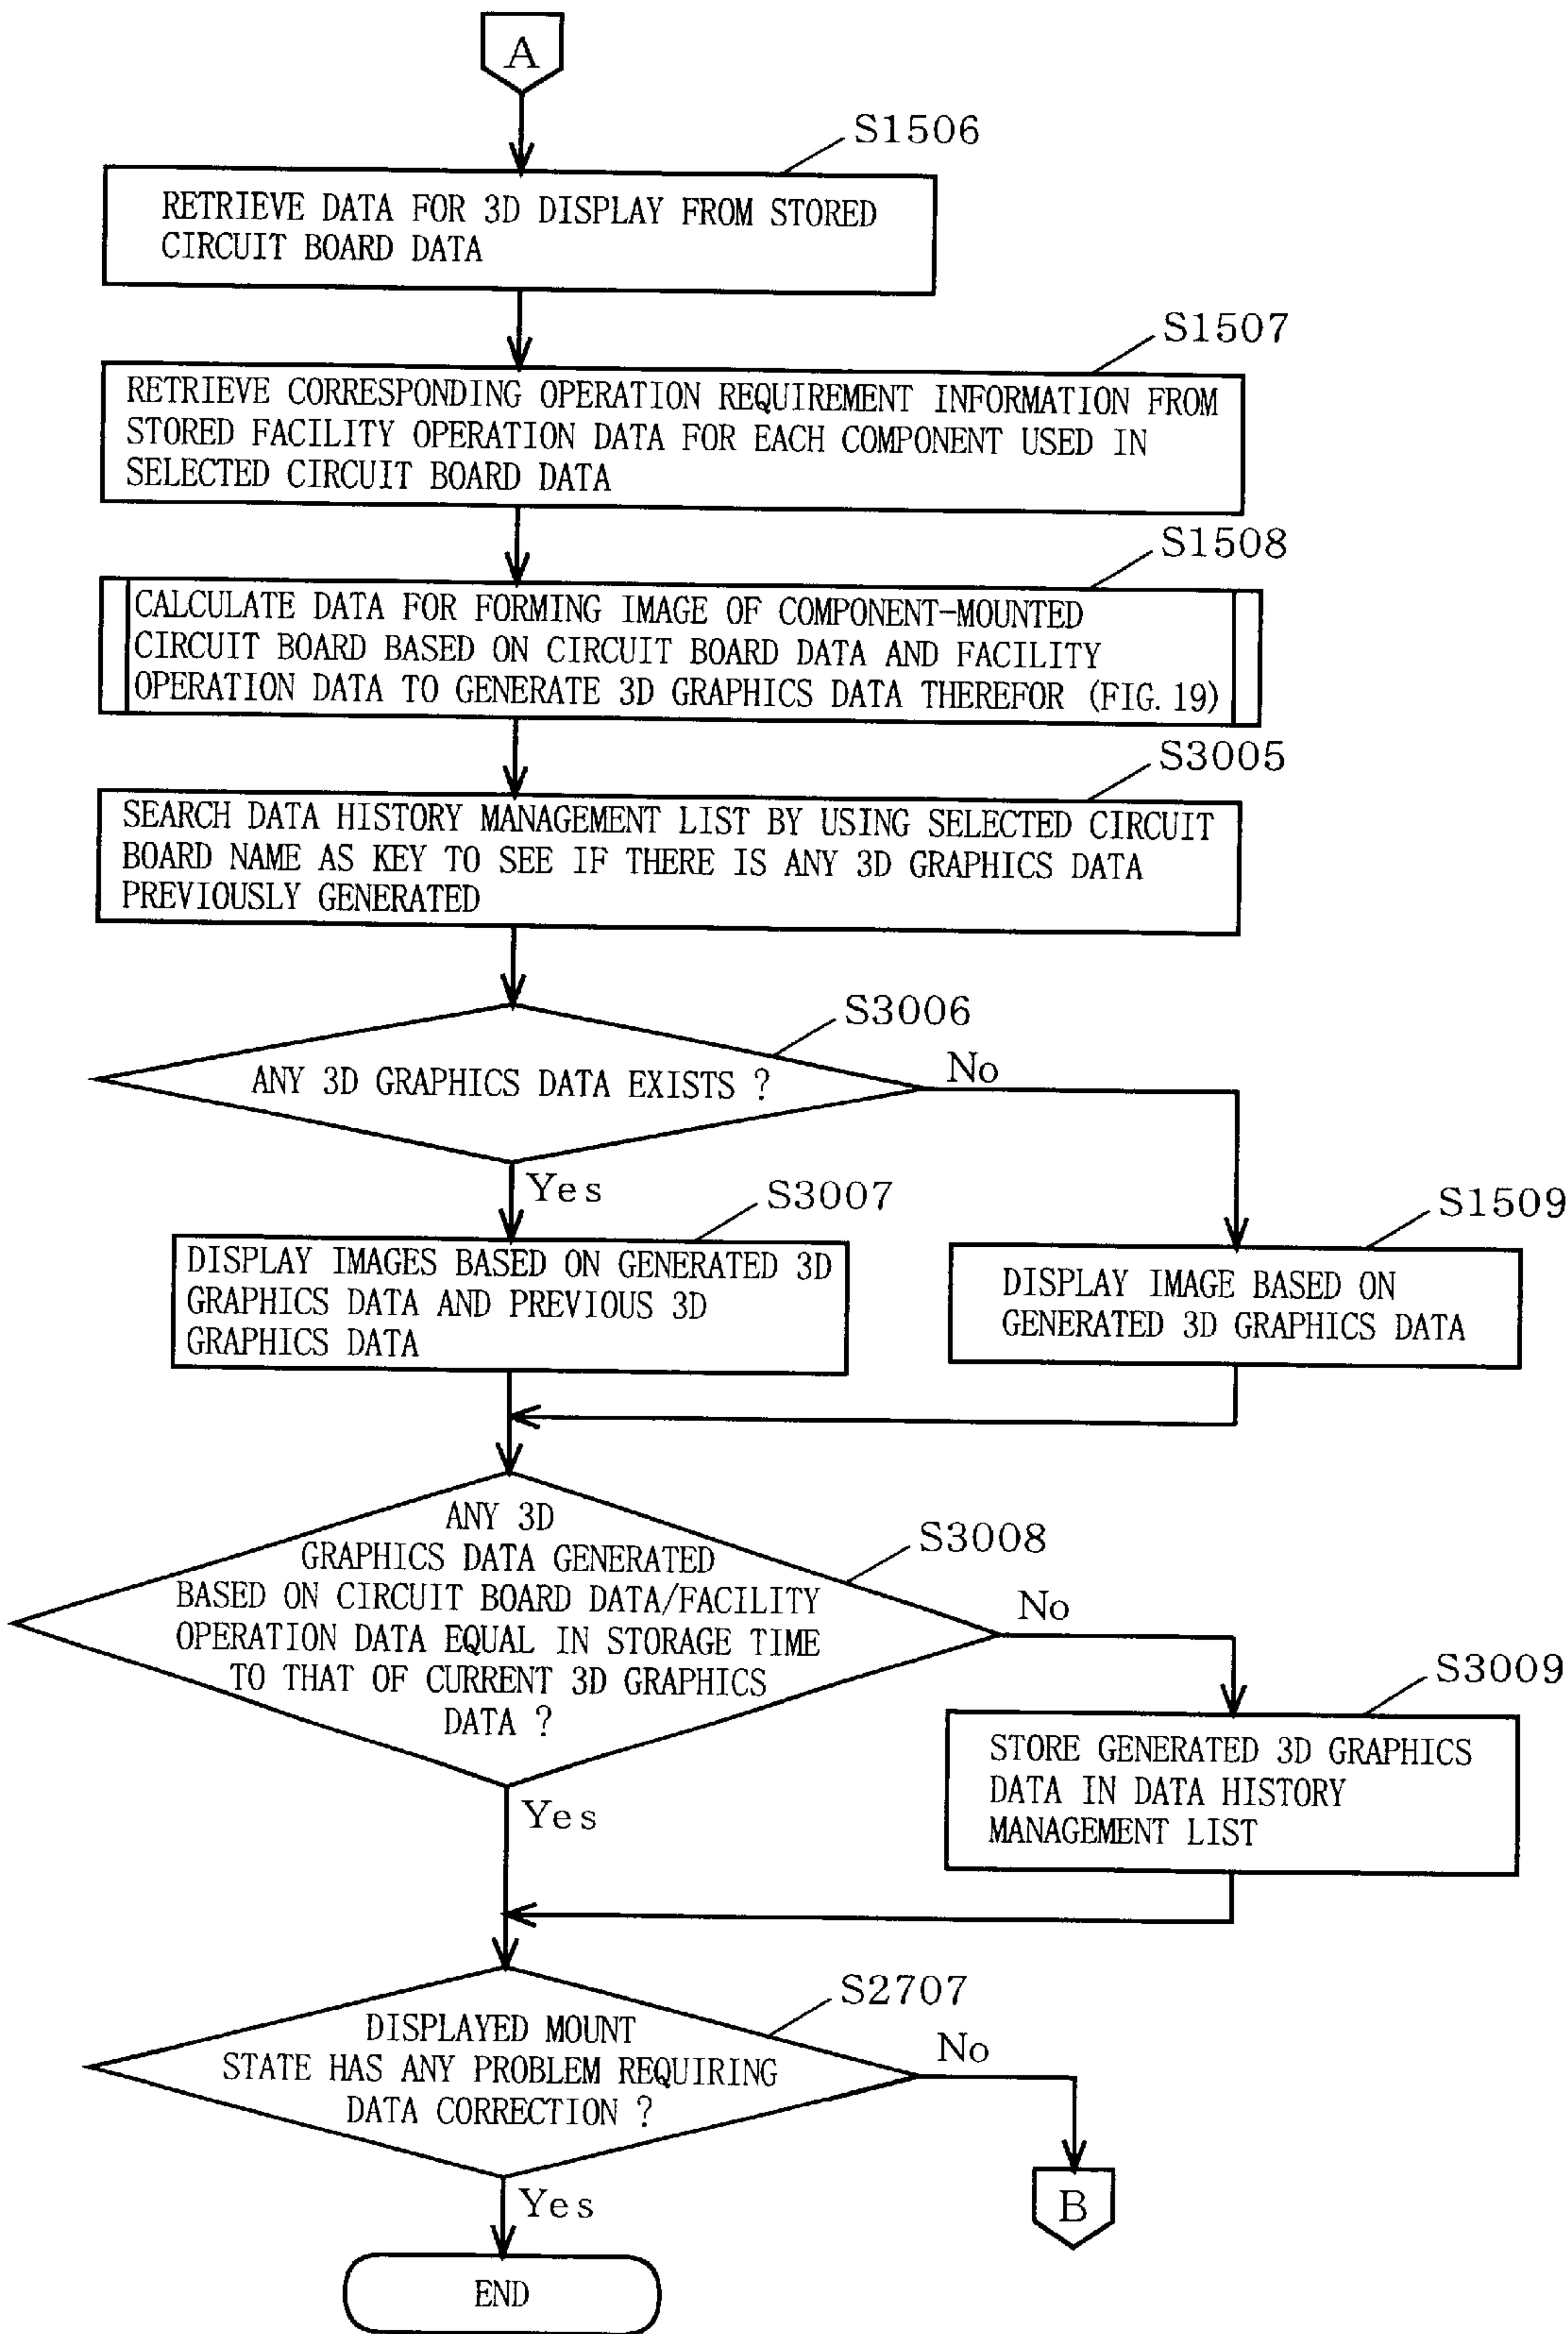 A
S1506
RETRIEVE DATA FOR 3D DISPLAY FROM STORED
CIRCUIT BOARD DATA
S1507
RETRIEVE CORRESPONDING OPERATION REQUIREMENT INFORMATION FROM
STORED FACILITY OPERATION DATA FOR EACH COMPONENT USED IN
SELECTED CIRCUIT BOARD DATA
S1508
CALCULATE DATA FOR FORMING IMAGE OF COMPONENT-MOUNTED
CIRCUIT BOARD BASED ON CIRCUIT BOARD DATA AND FACILITY
OPERATION DATA TO GENERATE 3D GRAPHICS DATA THEREFOR (FIG. 19)
S3005
SEARCH DATA HISTORY MANAGEMENT LIST BY USING SELECTED CIRCUIT
BOARD NAME AS KEY TO SEE IF THERE IS ANY 3D GRAPHICS DATA
PREVIOUSLY GENERATED
S3006
ANY 3D GRAPHICS DATA EXISTS ?
No
Yes
S3007
DISPLAY IMAGES BASED ON GENERATED 3D
GRAPHICS DATA AND PREVIOUS 3D
GRAPHICS DATA
S1509
DISPLAY IMAGE BASED ON
GENERATED 3D GRAPHICS DATA
S3008
ANY 3D
GRAPHICS DATA GENERATED
BASED ON CIRCUIT BOARD DATA/FACILITY
OPERATION DATA EQUAL IN STORAGE TIME
TO THAT OF CURRENT 3D GRAPHICS
DATA ?
No
Yes
S3009
STORE GENERATED 3D GRAPHICS
DATA IN DATA HISTORY
MANAGEMENT LIST
S2707
DISPLAYED MOUNT
STATE HAS ANY PROBLEM REQUIRING
DATA CORRECTION ?
No
Yes
B
END